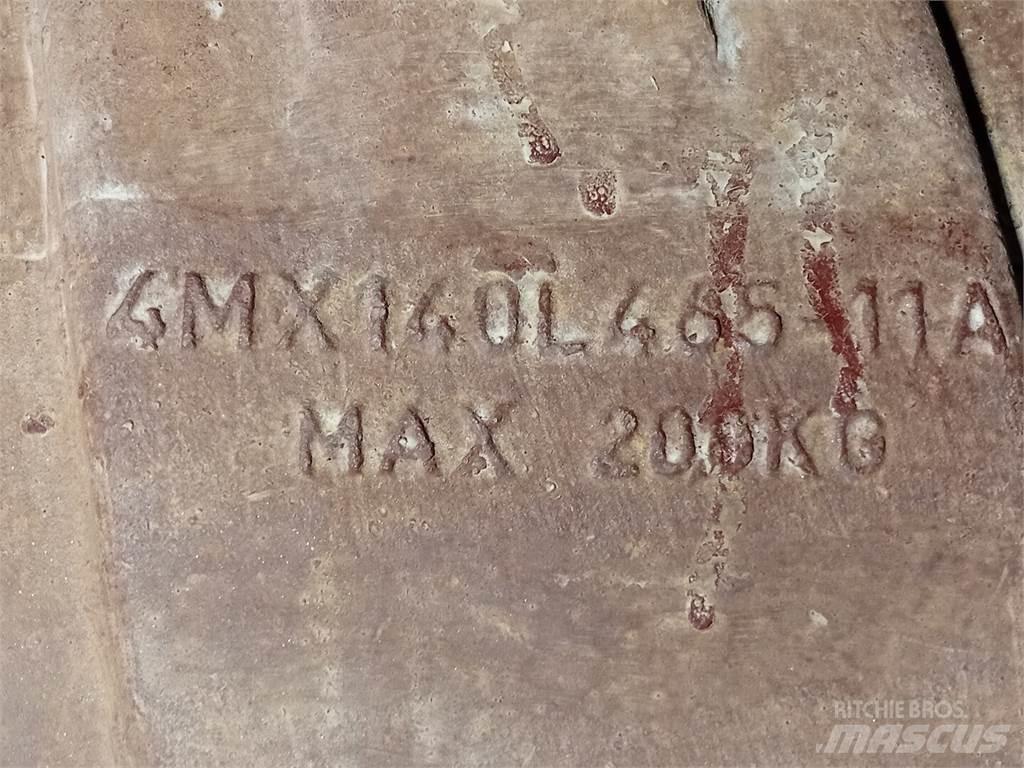 4MX140L465-11A
MAX 200KG
RITCHIE BROS.
MASCUS